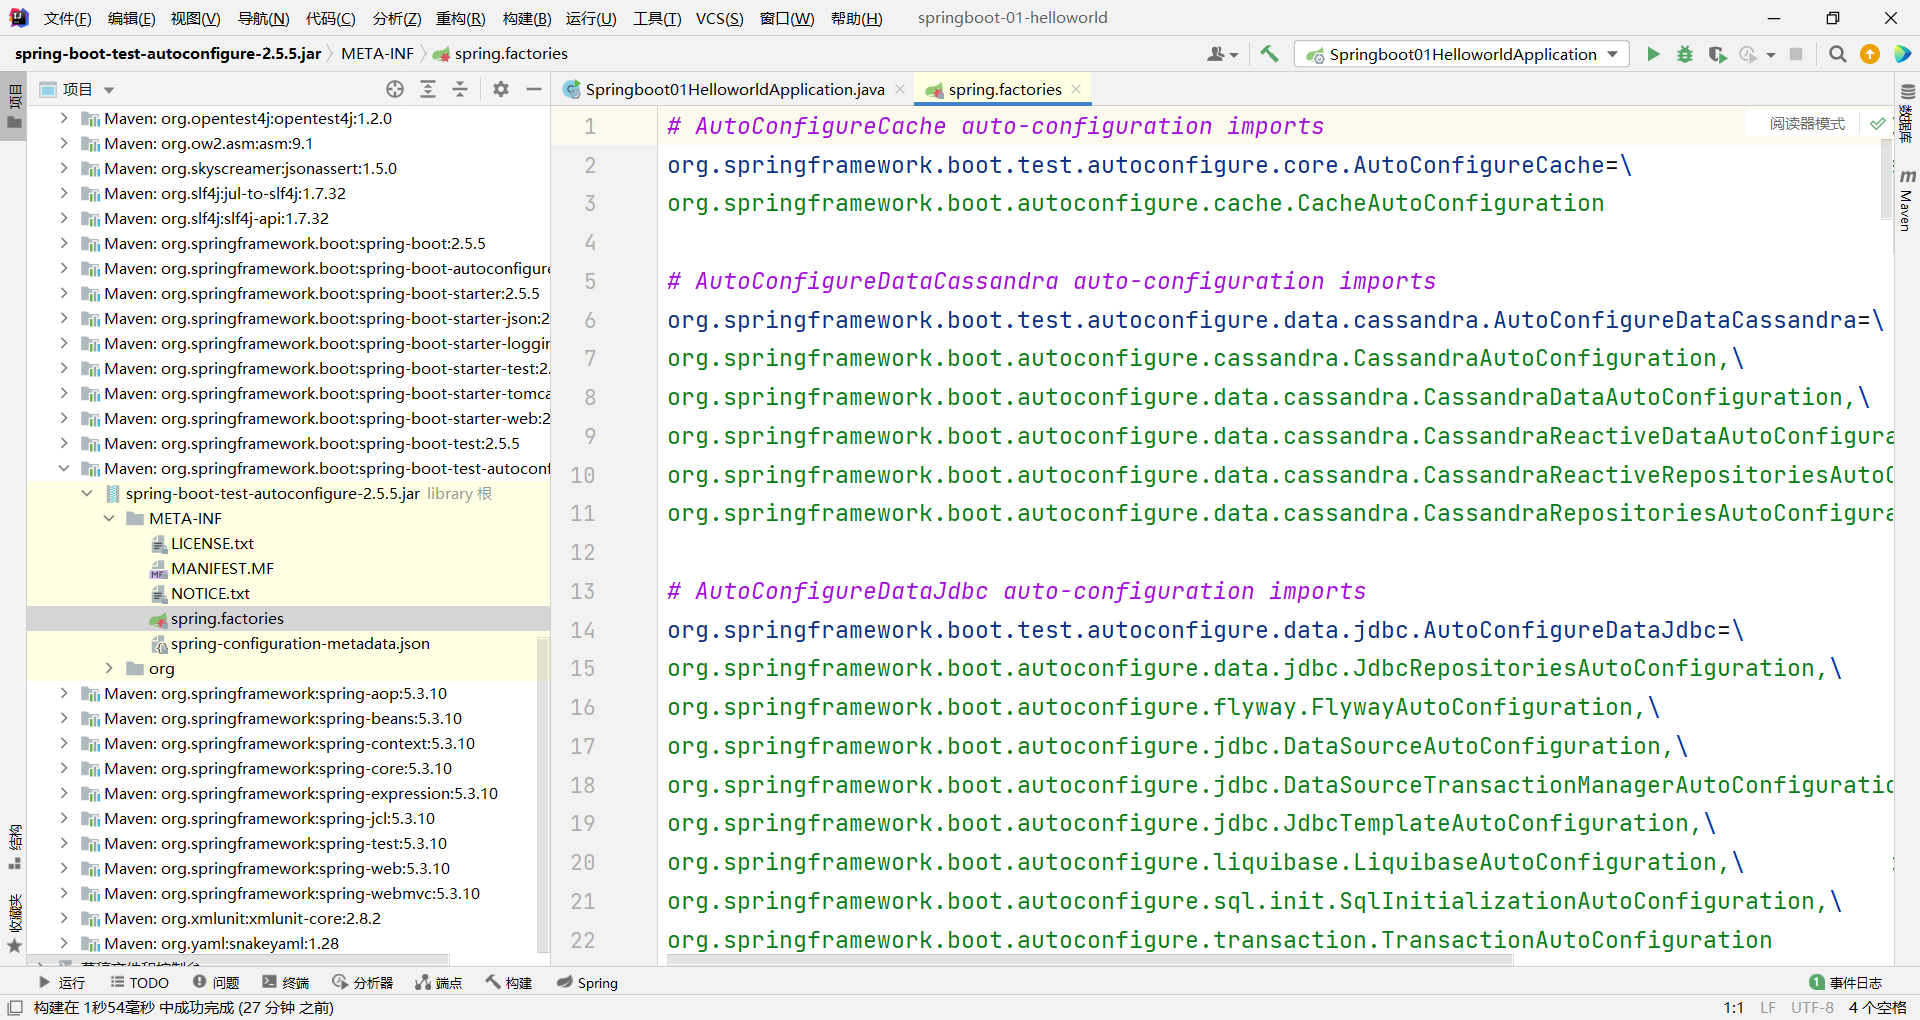 文件(F) 编辑(E) 视图(V) 导航(N) 代码(C) 分析(Z) 重构(R) 构建(B) 运行(U) 工具(T) VCS(S) 窗口(W) 帮助(H) springboot-01-helloworld
spring-boot-test-autoconfigure-2.5.5.jar META-INF spring.factories
Springboot01HelloworldApplication
项目
结构
收藏夹
项目
Maven: org.opentest4j:opentest4j:1.2.0
Maven: org.ow2.asm:asm:9.1
Maven: org.skyscreamer:jsonassert:1.5.0
Maven: org.slf4j:jul-to-slf4j:1.7.32
Maven: org.slf4j:slf4j-api:1.7.32
Maven: org.springframework.boot:spring-boot:2.5.5
Maven: org.springframework.boot:spring-boot-autoconfigure
Maven: org.springframework.boot:spring-boot-starter:2.5.5
Maven: org.springframework.boot:spring-boot-starter-json:2
Maven: org.springframework.boot:spring-boot-starter-loggin
Maven: org.springframework.boot:spring-boot-starter-test:2.
Maven: org.springframework.boot:spring-boot-starter-tomca
Maven: org.springframework.boot:spring-boot-starter-web:2
Maven: org.springframework.boot:spring-boot-test:2.5.5
Maven: org.springframework.boot:spring-boot-test-autoconf
spring-boot-test-autoconfigure-2.5.5.jar library 根
META-INF
LICENSE.txt
MANIFEST.MF
NOTICE.txt
spring.factories
spring-configuration-metadata.json
org
Maven: org.springframework:spring-aop:5.3.10
Maven: org.springframework:spring-beans:5.3.10
Maven: org.springframework:spring-context:5.3.10
Maven: org.springframework:spring-core:5.3.10
Maven: org.springframework:spring-expression:5.3.10
Maven: org.springframework:spring-jcl:5.3.10
Maven: org.springframework:spring-test:5.3.10
Maven: org.springframework:spring-web:5.3.10
Maven: org.springframework:spring-webmvc:5.3.10
Maven: org.xmlunit:xmlunit-core:2.8.2
Maven: org.yaml:snakeyaml:1.28
Springboot01HelloworldApplication.java spring.factories
阅读器模式
1 # AutoConfigureCache auto-configuration imports
2 org.springframework.boot.test.autoconfigure.core.AutoConfigureCache=\
3 org.springframework.boot.autoconfigure.cache.CacheAutoConfiguration
4
5 # AutoConfigureDataCassandra auto-configuration imports
6 org.springframework.boot.test.autoconfigure.data.cassandra.AutoConfigureDataCassandra=\
7 org.springframework.boot.autoconfigure.cassandra.CassandraAutoConfiguration,\
8 org.springframework.boot.autoconfigure.data.cassandra.CassandraDataAutoConfiguration,\
9 org.springframework.boot.autoconfigure.data.cassandra.CassandraReactiveDataAutoConfigura
10 org.springframework.boot.autoconfigure.data.cassandra.CassandraReactiveRepositoriesAutoC
11 org.springframework.boot.autoconfigure.data.cassandra.CassandraRepositoriesAutoConfigura
12
13 # AutoConfigureDataJdbc auto-configuration imports
14 org.springframework.boot.test.autoconfigure.data.jdbc.AutoConfigureDataJdbc=\
15 org.springframework.boot.autoconfigure.data.jdbc.JdbcRepositoriesAutoConfiguration,\
16 org.springframework.boot.autoconfigure.flyway.FlywayAutoConfiguration,\
17 org.springframework.boot.autoconfigure.jdbc.DataSourceAutoConfiguration,\
18 org.springframework.boot.autoconfigure.jdbc.DataSourceTransactionManagerAutoConfiguratio
19 org.springframework.boot.autoconfigure.jdbc.JdbcTemplateAutoConfiguration,\
20 org.springframework.boot.autoconfigure.liquibase.LiquibaseAutoConfiguration,\
21 org.springframework.boot.autoconfigure.sql.init.SqlInitializationAutoConfiguration,\
22 org.springframework.boot.autoconfigure.transaction.TransactionAutoConfiguration
数据库
m Maven
运行 TODO 问题 终端 分析器 端点 构建 Spring 1 事件日志
构建在 1秒54毫秒 中成功完成 (27 分钟 之前) 1:1 LF UTF-8 4 个空格